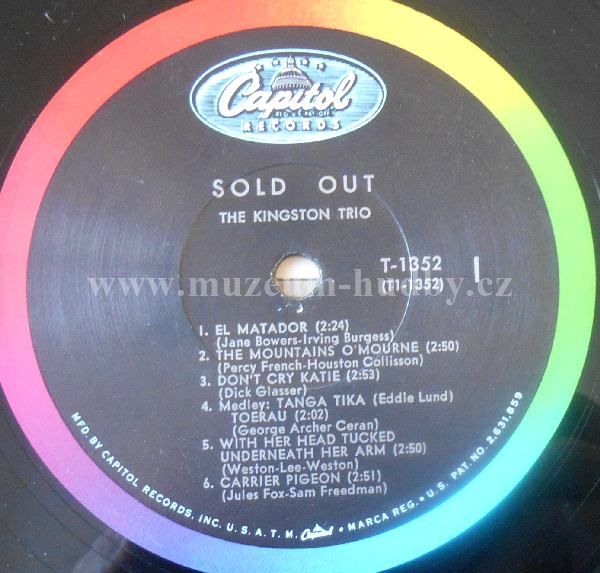 Capitol
REG. U.S. PAT. OFF.
RECORDS
SOLD OUT
THE KINGSTON TRIO
T-1352
(T1-1352)
1
www.muzeum-hudby.cz
1. EL MATADOR (2:24)
(Jane Bowers-Irving Burgess)
2. THE MOUNTAINS O'MOURNE (2:50)
(Percy French-Houston Collisson)
3. DON'T CRY KATIE (2:53)
(Dick Glasser)
4. Medley: TANGA TIKA (Eddie Lund)
TOERAU (2:02)
(George Archer Ceran)
5. WITH HER HEAD TUCKED
UNDERNEATH HER ARM (2:50)
(Weston-Lee-Weston)
6. CARRIER PIGEON (2:51)
(Jules Fox-Sam Freedman)
MFD. BY CAPITOL RECORDS, INC. U.S.A. T.M. Capitol • MARCA REG. • U.S. PAT. NO. 2,631,859